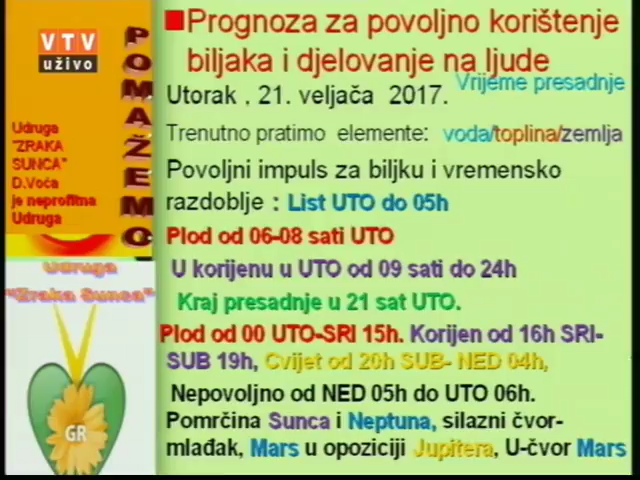 VTV
uživo
POMAŽEMO
Udruga
"ZRAKA
SUNCA"
D.Voća
je neprofitna
Udruga
Udruga
"Zraka Sunca"
GR
Prognoza za povoljno korištenje
biljaka i djelovanje na ljude
Vrijeme presadnje
Utorak , 21. veljača 2017.
Trenutno pratimo elemente: voda/toplina/zemlja
Povoljni impuls za biljku i vremensko
razdoblje : List UTO do 05h
Plod od 06-08 sati UTO
U korijenu u UTO od 09 sati do 24h
Kraj presadnje u 21 sat UTO.
Plod od 00 UTO-SRI 15h. Korijen od 16h SRI-
SUB 19h, Cvijet od 20h SUB- NED 04h,
Nepovoljno od NED 05h do UTO 06h.
Pomrčina Sunca i Neptuna, silazni čvor-
mlađak, Mars u opoziciji Jupitera, U-čvor Mars